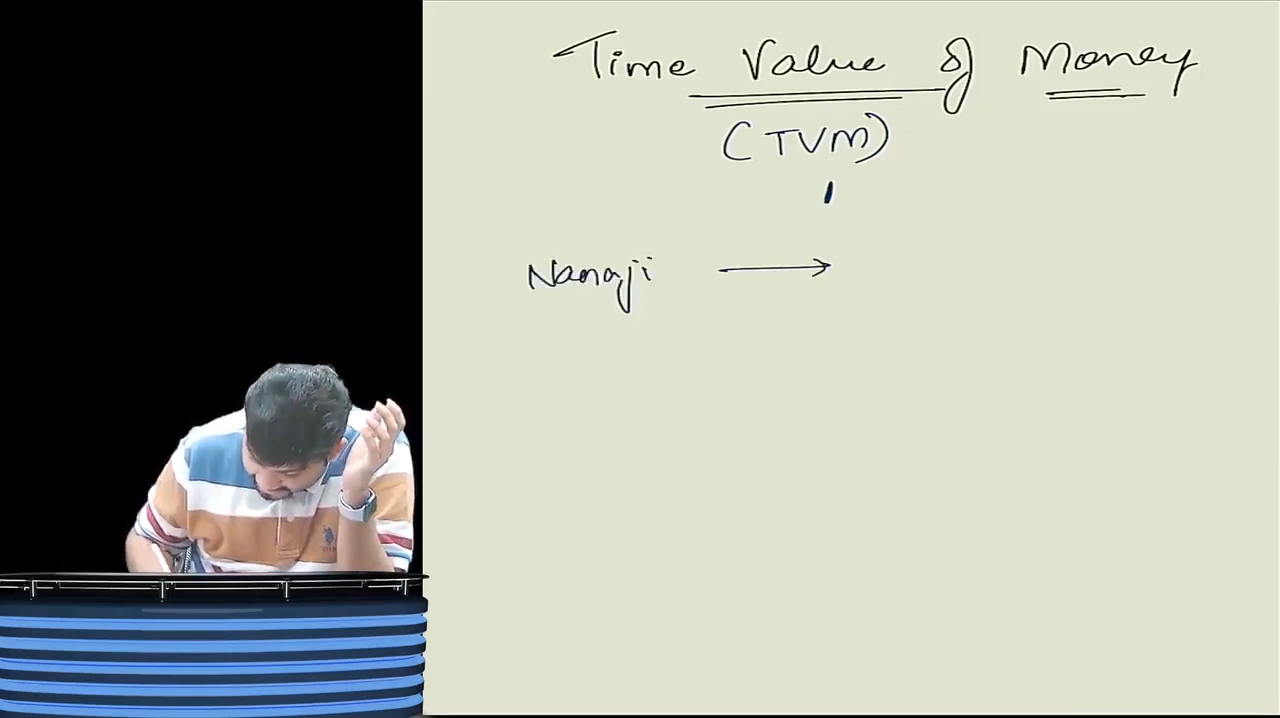 Time Value of Money
(TVM)
Nanaji →